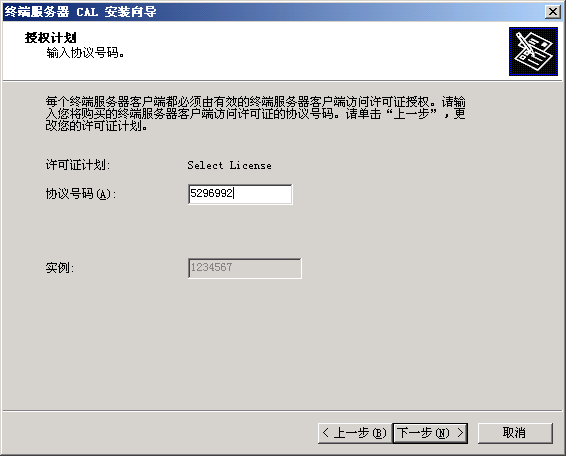 终端服务器 CAL 安装向导
授权计划
输入协议号码。
每个终端服务器客户端都必须由有效的终端服务器客户端访问许可证授权。请输
入您将购买的终端服务器客户端访问许可证的协议号码。请单击“上一步”，更
改您的许可证计划。
许可证计划: Select License
协议号码(A): 5296992
实例: 1234567
< 上一步(B) 下一步(N) > 取消